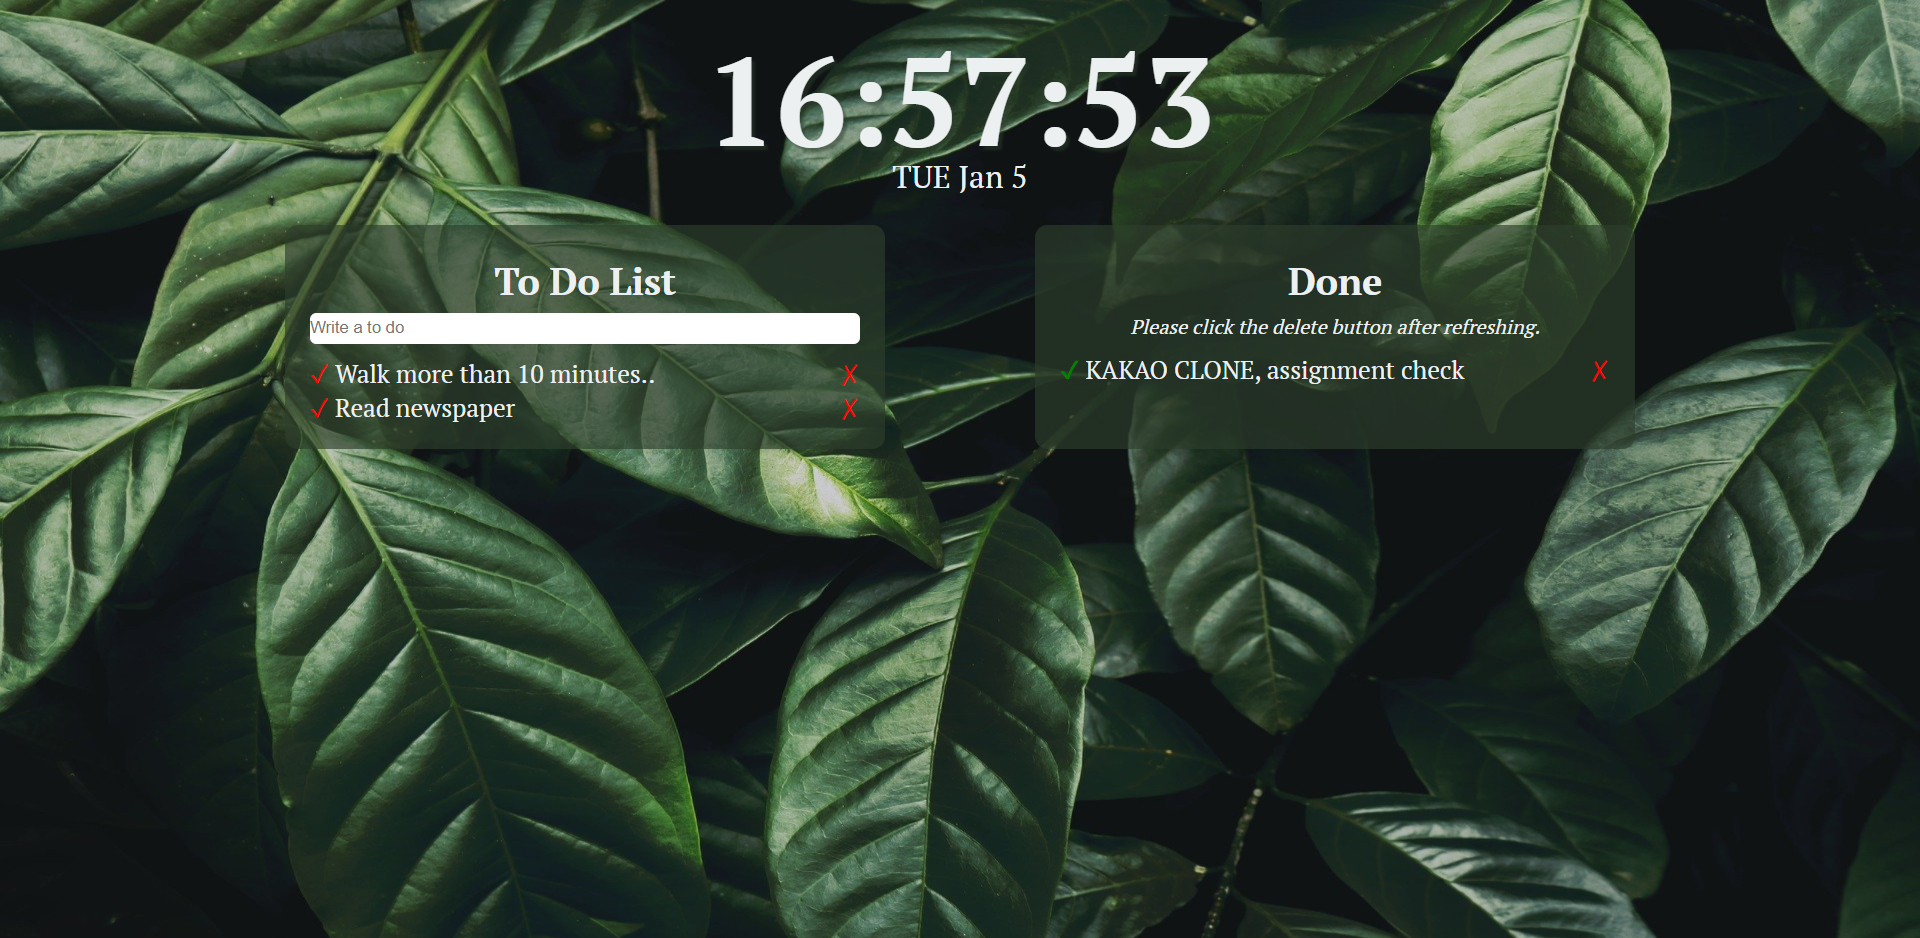 16:57:53
TUE Jan 5
To Do List
Write a to do
✓ Walk more than 10 minutes.. ✗
✓ Read newspaper ✗
Done
Please click the delete button after refreshing.
✓ KAKAO CLONE, assignment check ✗